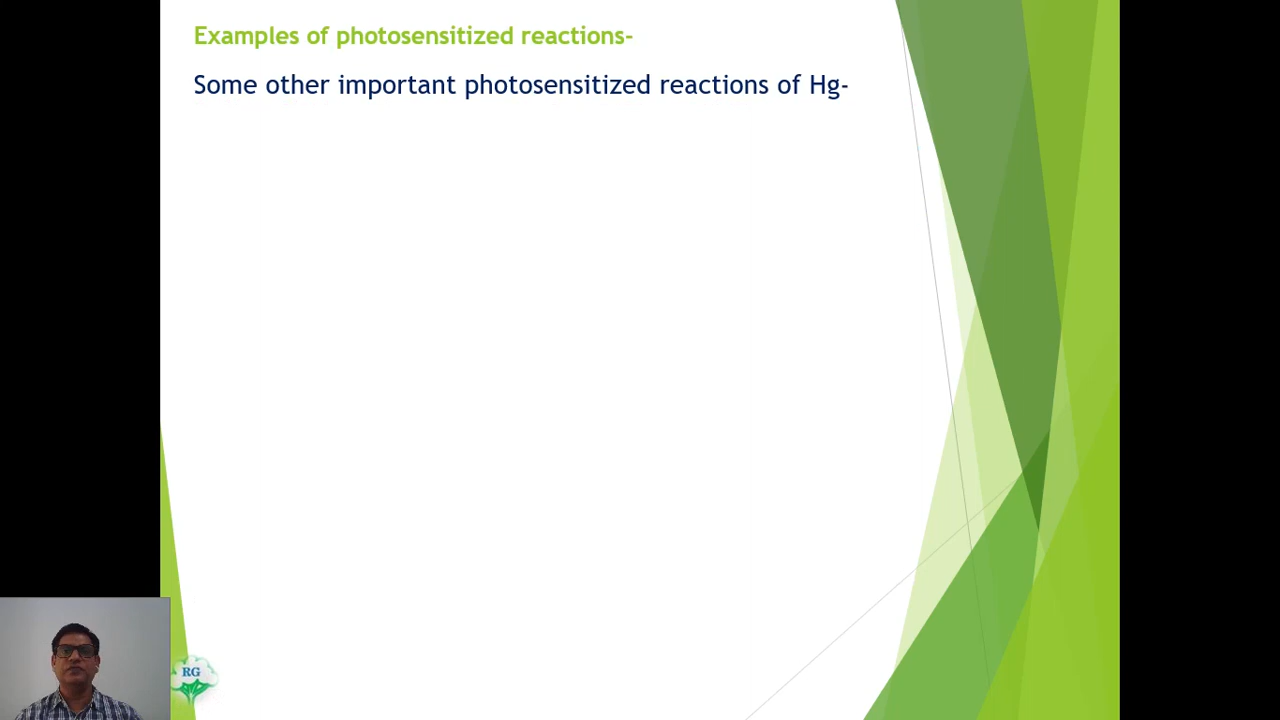 Examples of photosensitized reactions-
Some other important photosensitized reactions of Hg-
RG